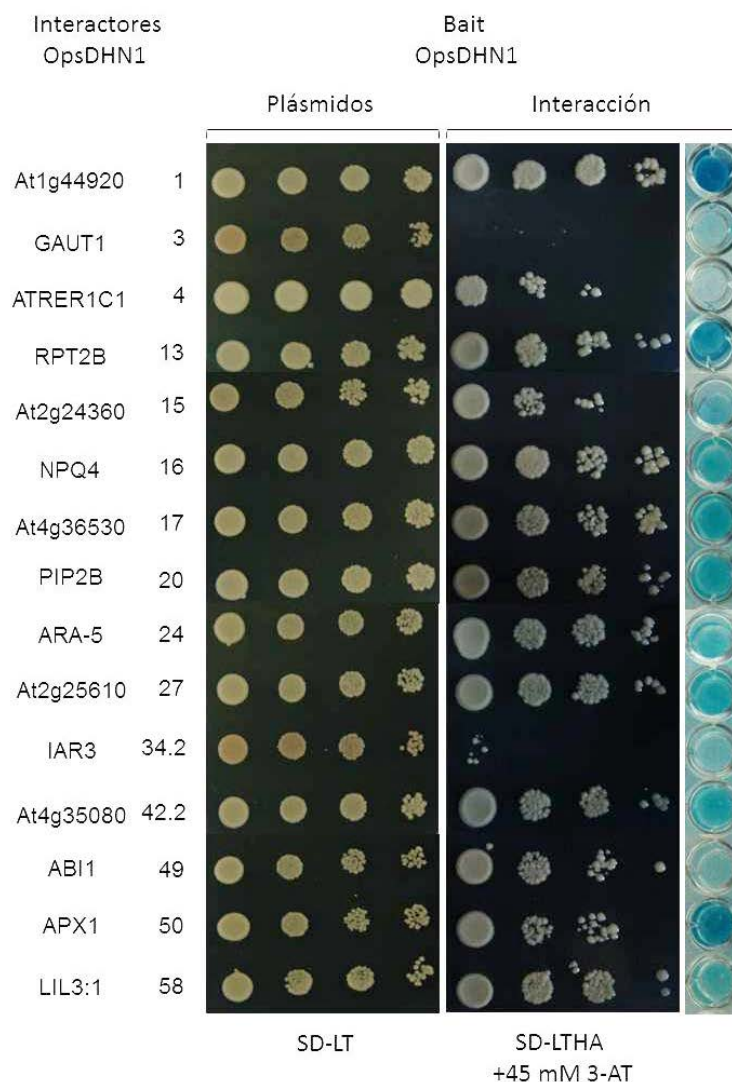 Interactores
OpsDHN1
Bait
OpsDHN1
Plásmidos
Interacción
At1g44920 1
GAUT1 3
ATRER1C1 4
RPT2B 13
At2g24360 15
NPQ4 16
At4g36530 17
PIP2B 20
ARA-5 24
At2g25610 27
IAR3 34.2
At4g35080 42.2
ABI1 49
APX1 50
LIL3:1 58
SD-LT
SD-LTHA
+45 mM 3-AT